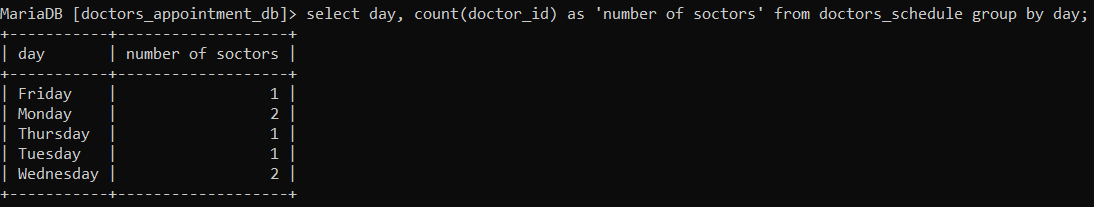 MariaDB [doctors_appointment_db]> select day, count(doctor_id) as 'number of soctors' from doctors_schedule group by day;
+-----------+-------------------+
| day       | number of soctors |
+-----------+-------------------+
| Friday    |                 1 |
| Monday    |                 2 |
| Thursday  |                 1 |
| Tuesday   |                 1 |
| Wednesday |                 2 |
+-----------+-------------------+